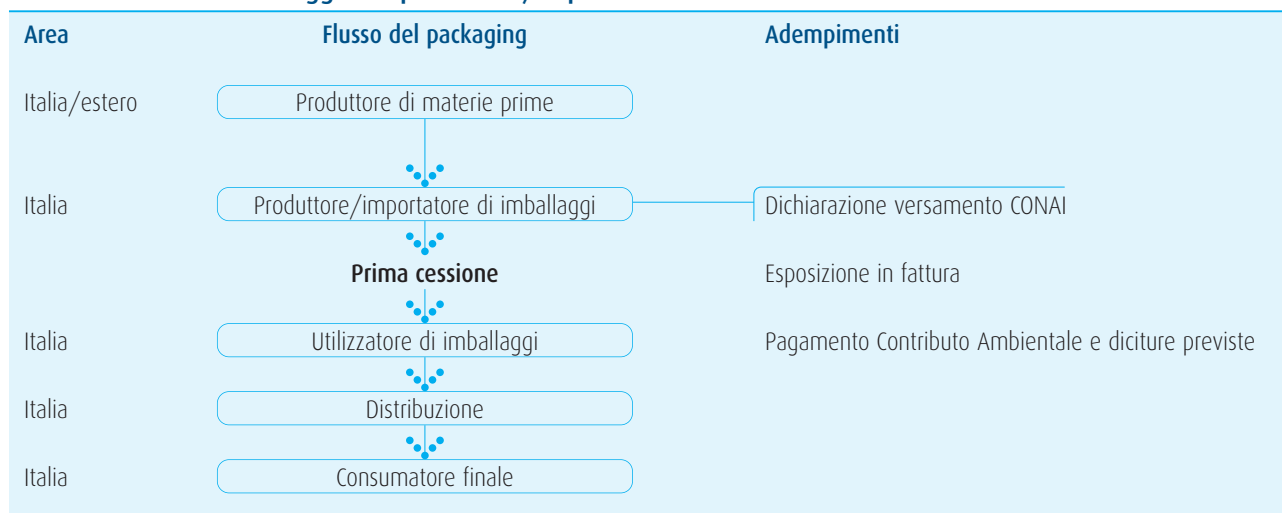 Area Flusso del packaging Adempimenti
Italia/estero Produttore di materie prime
Italia Produttore/importatore di imballaggi Dichiarazione versamento CONAI
Prima cessione Esposizione in fattura
Italia Utilizzatore di imballaggi Pagamento Contributo Ambientale e diciture previste
Italia Distribuzione
Italia Consumatore finale